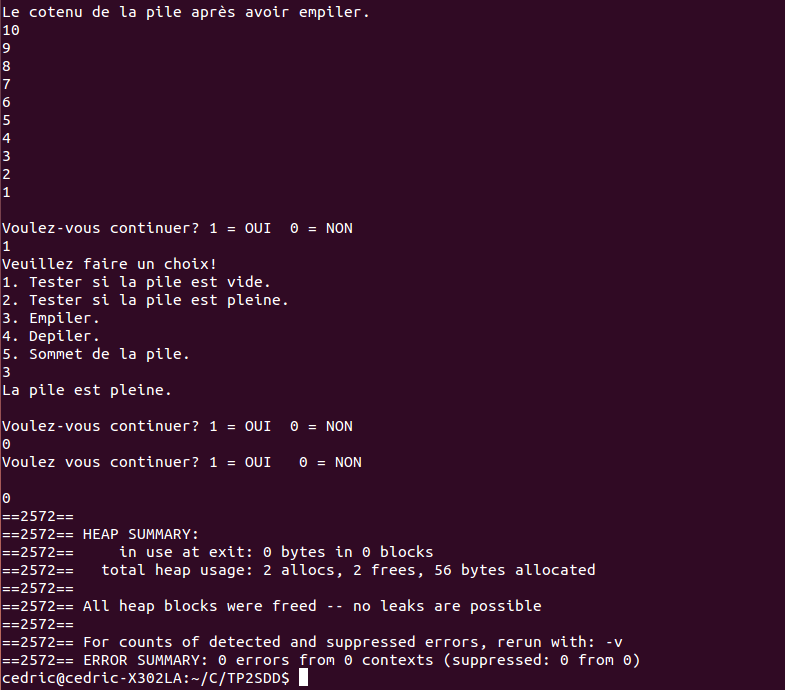 Le cotenu de la pile après avoir empiler.
10
9
8
7
6
5
4
3
2
1
Voulez-vous continuer? 1 = OUI  0 = NON
1
Veuillez faire un choix!
1. Tester si la pile est vide.
2. Tester si la pile est pleine.
3. Empiler.
4. Depiler.
5. Sommet de la pile.
3
La pile est pleine.
Voulez-vous continuer? 1 = OUI  0 = NON
0
Voulez vous continuer? 1 = OUI   0 = NON
0
==2572==
==2572== HEAP SUMMARY:
==2572==     in use at exit: 0 bytes in 0 blocks
==2572==   total heap usage: 2 allocs, 2 frees, 56 bytes allocated
==2572==
==2572== All heap blocks were freed -- no leaks are possible
==2572==
==2572== For counts of detected and suppressed errors, rerun with: -v
==2572== ERROR SUMMARY: 0 errors from 0 contexts (suppressed: 0 from 0)
cedric@cedric-X302LA:~/C/TP2SDD$